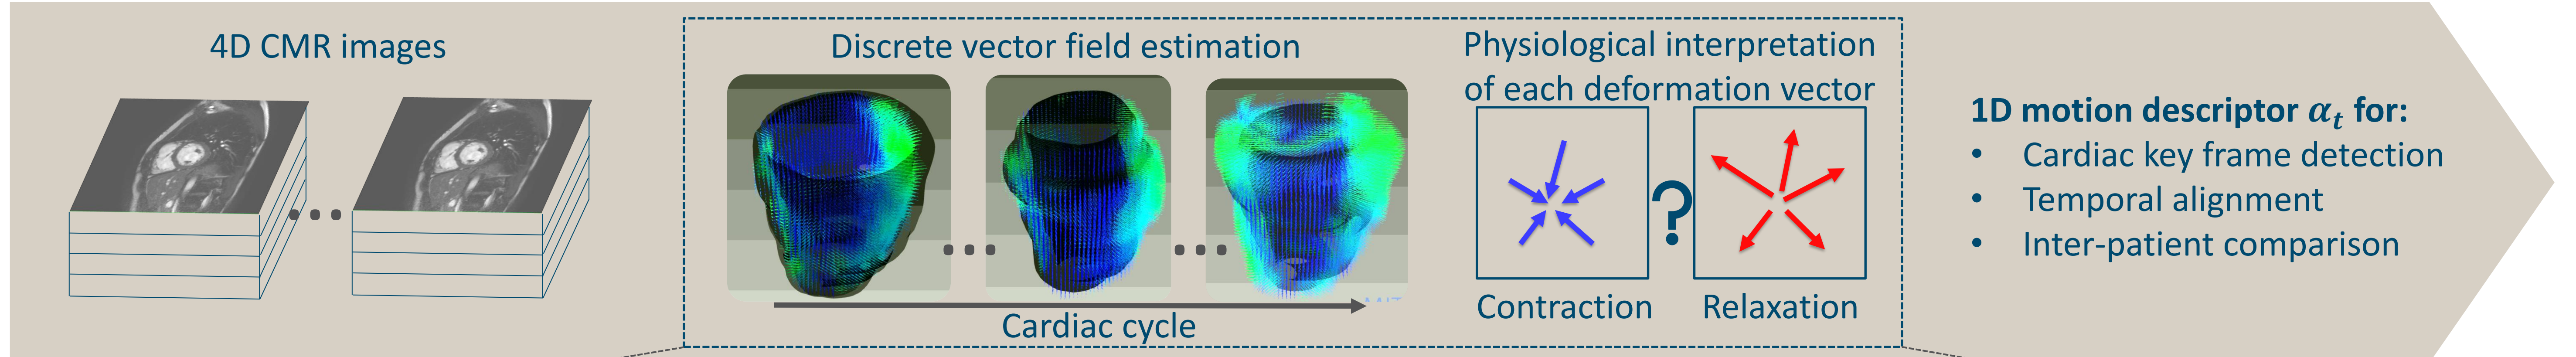 4D CMR images
Discrete vector field estimation
Cardiac cycle
Physiological interpretation
of each deformation vector
?
Contraction
Relaxation
1D motion descriptor αₜ for:
• Cardiac key frame detection
• Temporal alignment
• Inter-patient comparison